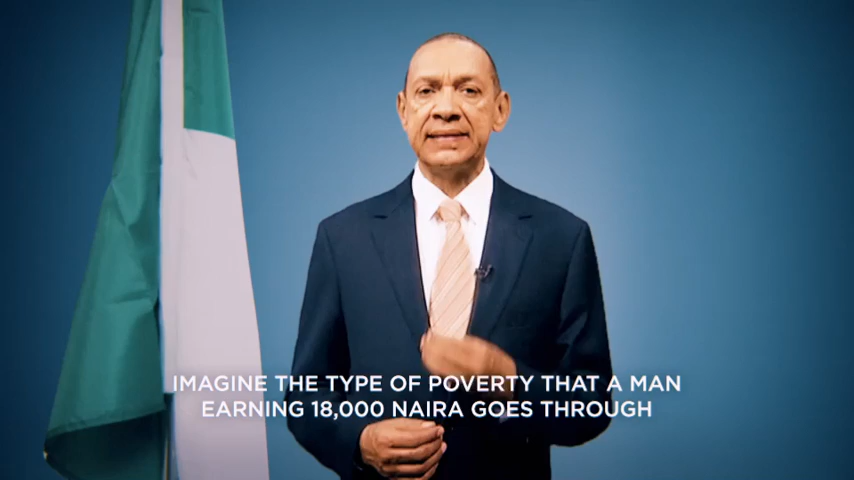 IMAGINE THE TYPE OF POVERTY THAT A MAN
EARNING 18,000 NAIRA GOES THROUGH